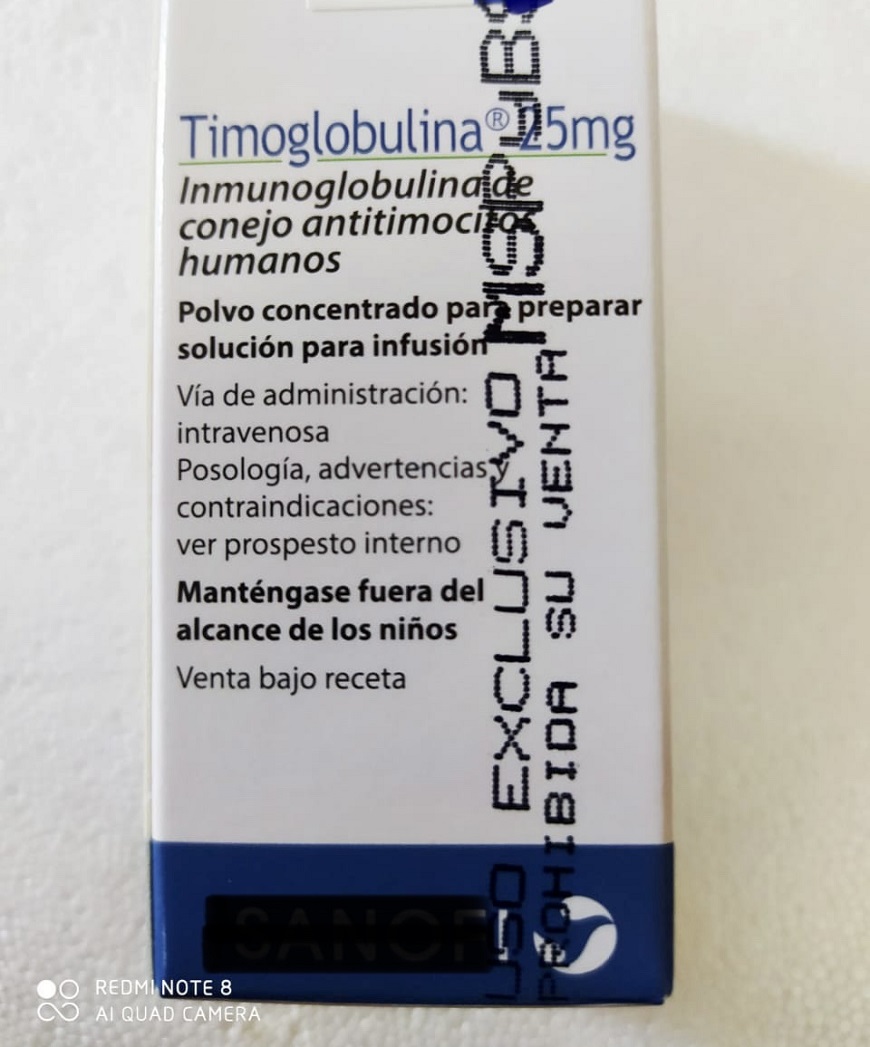 Timoglobulina® 25mg
Inmunoglobulina de
conejo antitimocitos
humanos
Polvo concentrado para preparar
solución para infusión
Vía de administración:
intravenosa
Posología, advertencias y
contraindicaciones:
ver prospesto interno
Manténgase fuera del
alcance de los niños
Venta bajo receta
USO EXCLUSIVO
PROHIBIDA SU VENTA
REDMI NOTE 8
AI QUAD CAMERA